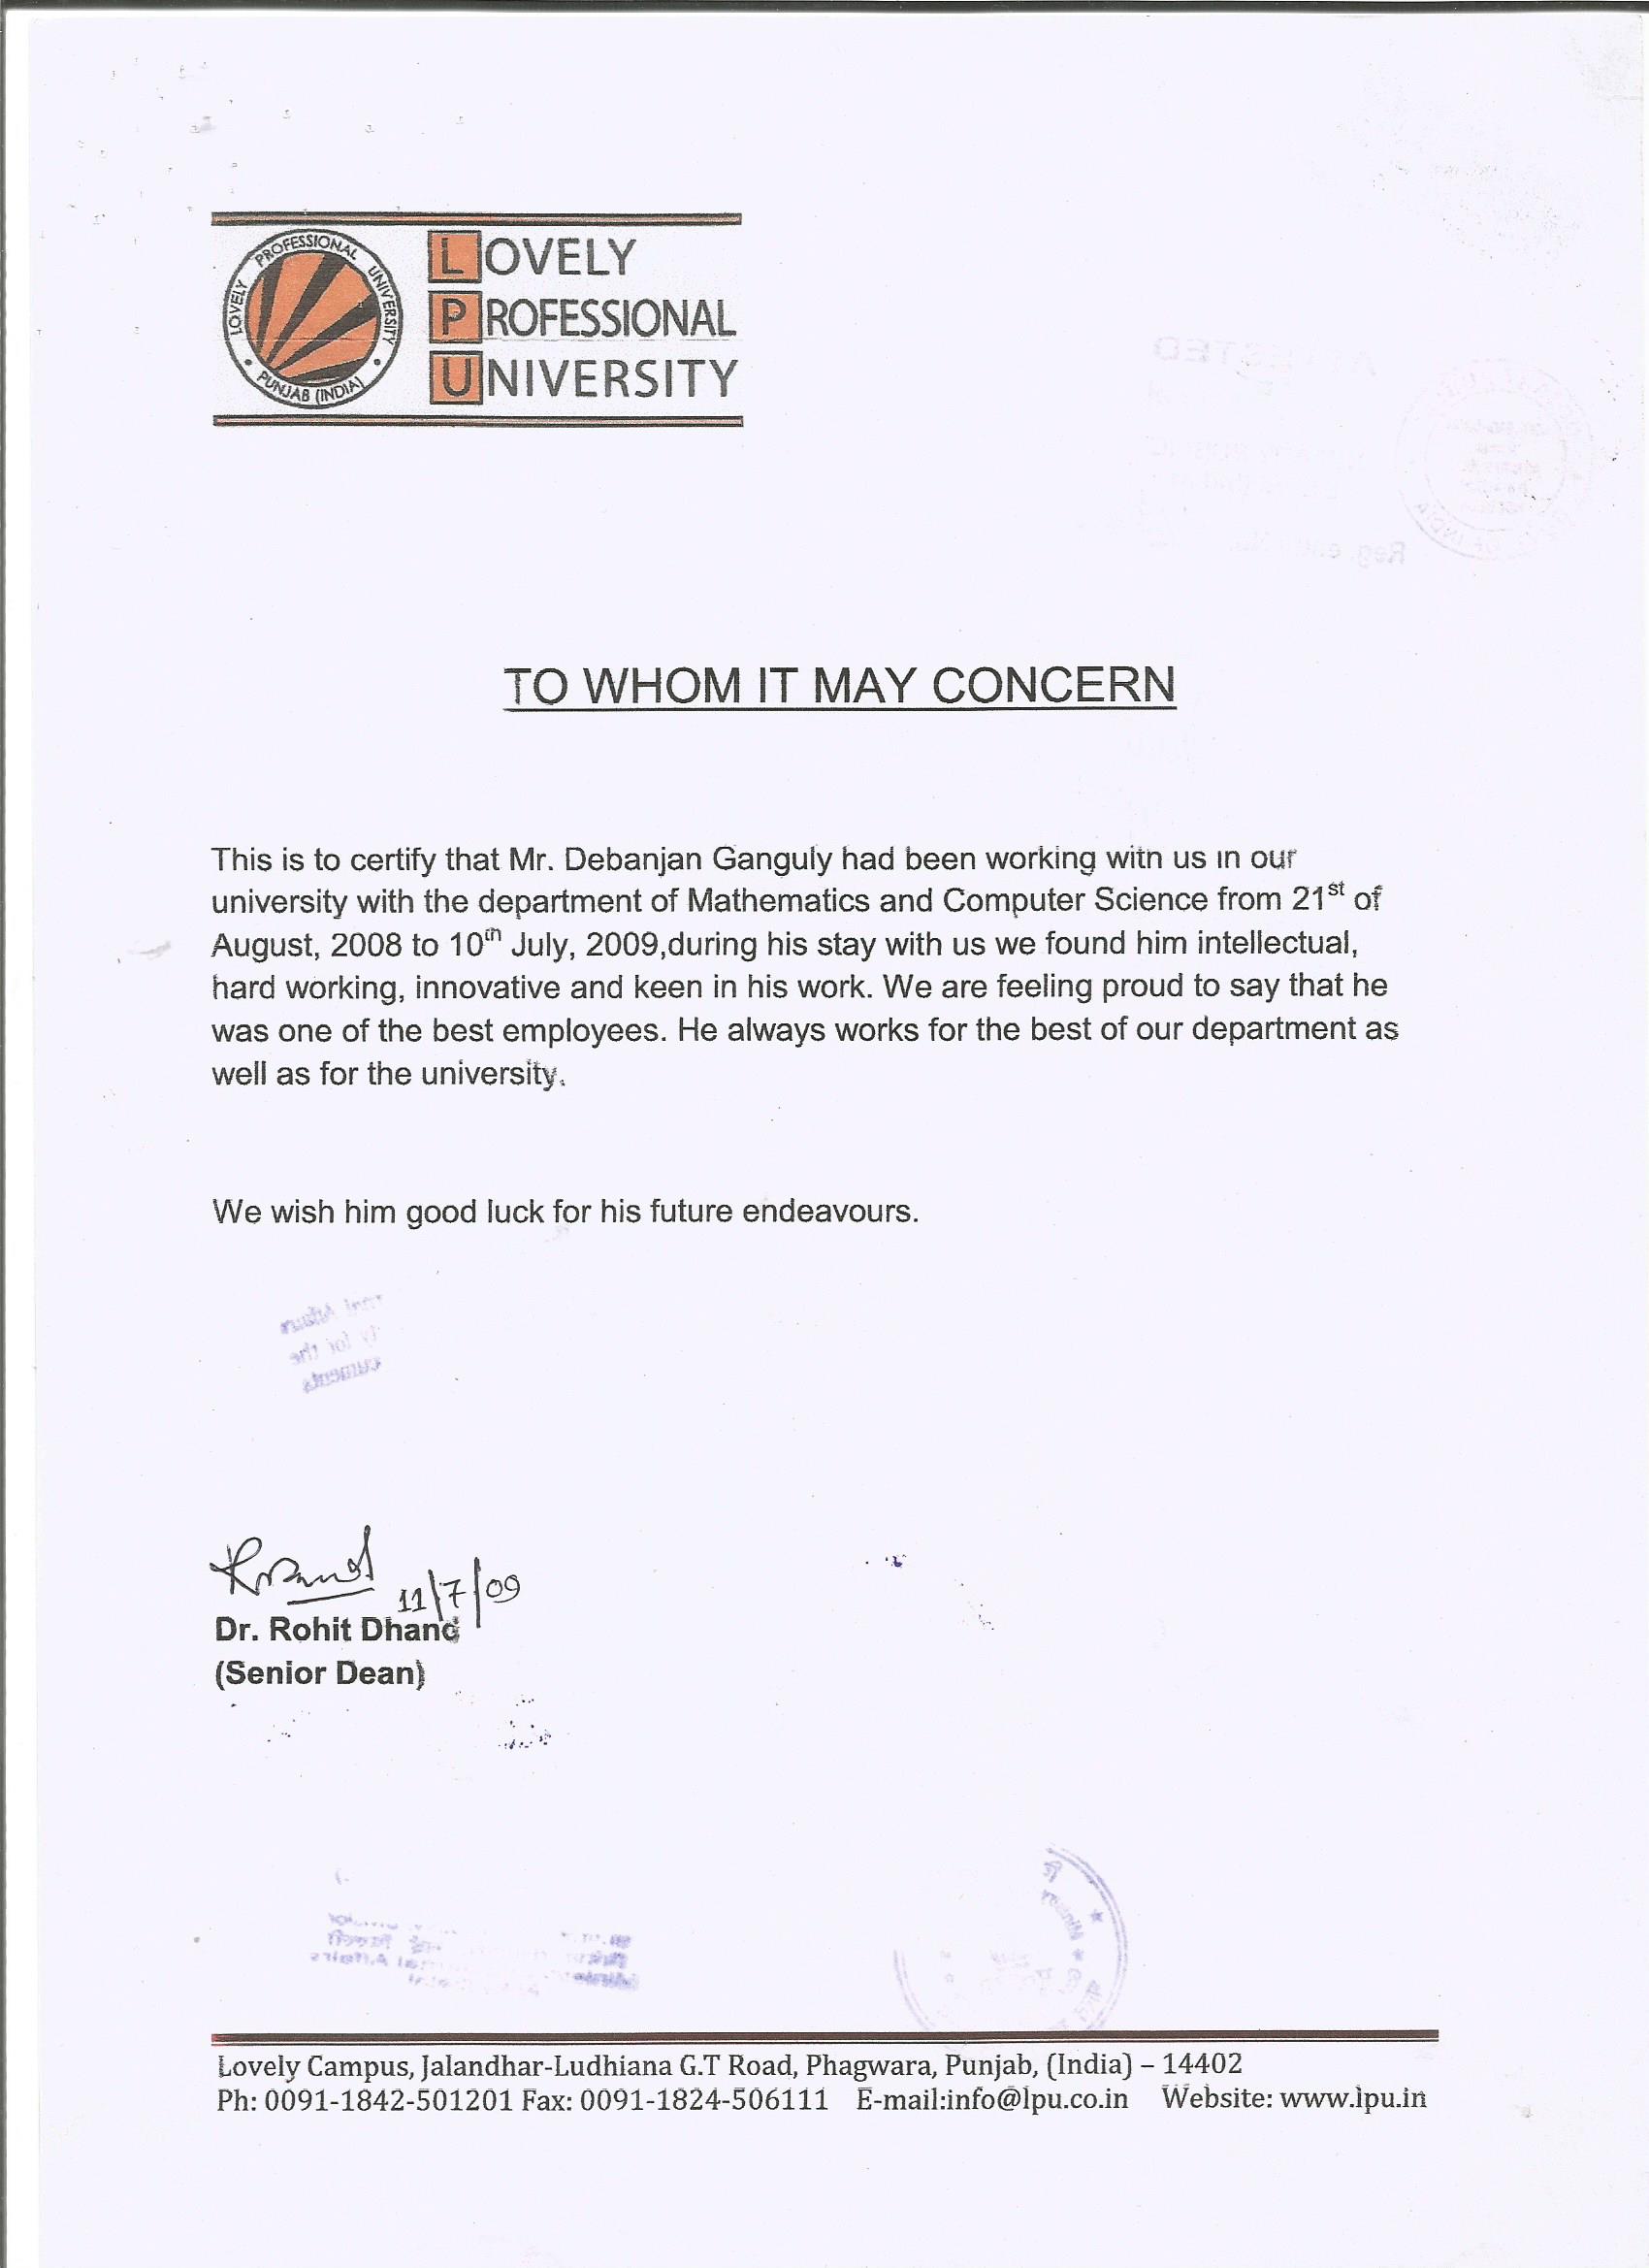 LOVELY PROFESSIONAL UNIVERSITY
PUNJAB (INDIA)
LOVELY
PROFESSIONAL
UNIVERSITY
TO WHOM IT MAY CONCERN
This is to certify that Mr. Debanjan Ganguly had been working with us in our
university with the department of Mathematics and Computer Science from 21st of
August, 2008 to 10th July, 2009,during his stay with us we found him intellectual,
hard working, innovative and keen in his work. We are feeling proud to say that he
was one of the best employees. He always works for the best of our department as
well as for the university.
We wish him good luck for his future endeavours.
11/7/09
Dr. Rohit Dhand
(Senior Dean)
Lovely Campus, Jalandhar-Ludhiana G.T Road, Phagwara, Punjab, (India) – 14402
Ph: 0091-1842-501201 Fax: 0091-1824-506111 E-mail:info@lpu.co.in Website: www.lpu.in